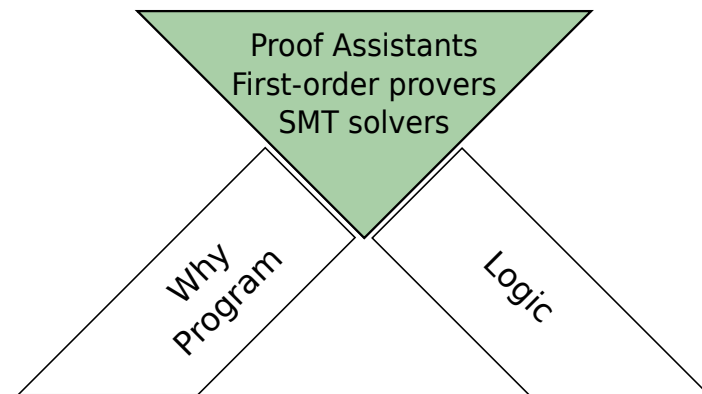 Proof Assistants
First-order provers
SMT solvers
Why
Program
Logic